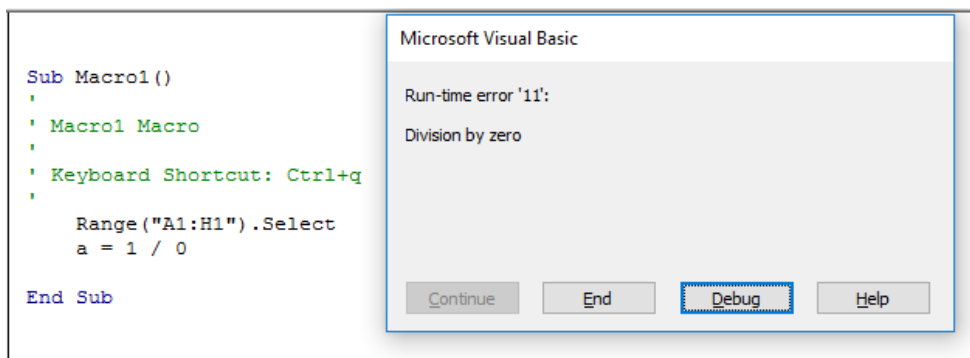 Sub Macro1()
'
' Macro1 Macro
'
' Keyboard Shortcut: Ctrl+q
'
Range("A1:H1").Select
a = 1 / 0
End Sub
Microsoft Visual Basic
Run-time error '11':
Division by zero
Continue
End
Debug
Help